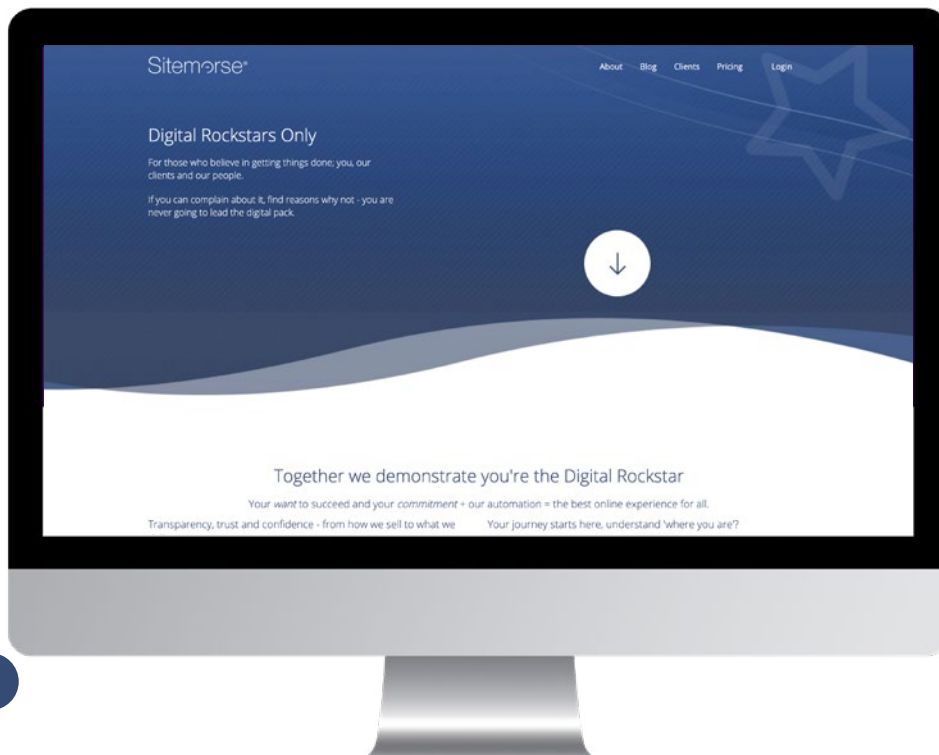 Sitemorse®
About Blog Clients Pricing Login
Digital Rockstars Only
For those who believe in getting things done; you, our
clients and our people.
If you can complain about it, find reasons why not - you are
never going to lead the digital pack.
Together we demonstrate you're the Digital Rockstar
Your want to succeed and your commitment + our automation = the best online experience for all.
Transparency, trust and confidence - from how we sell to what we
Your journey starts here, understand 'where you are'?